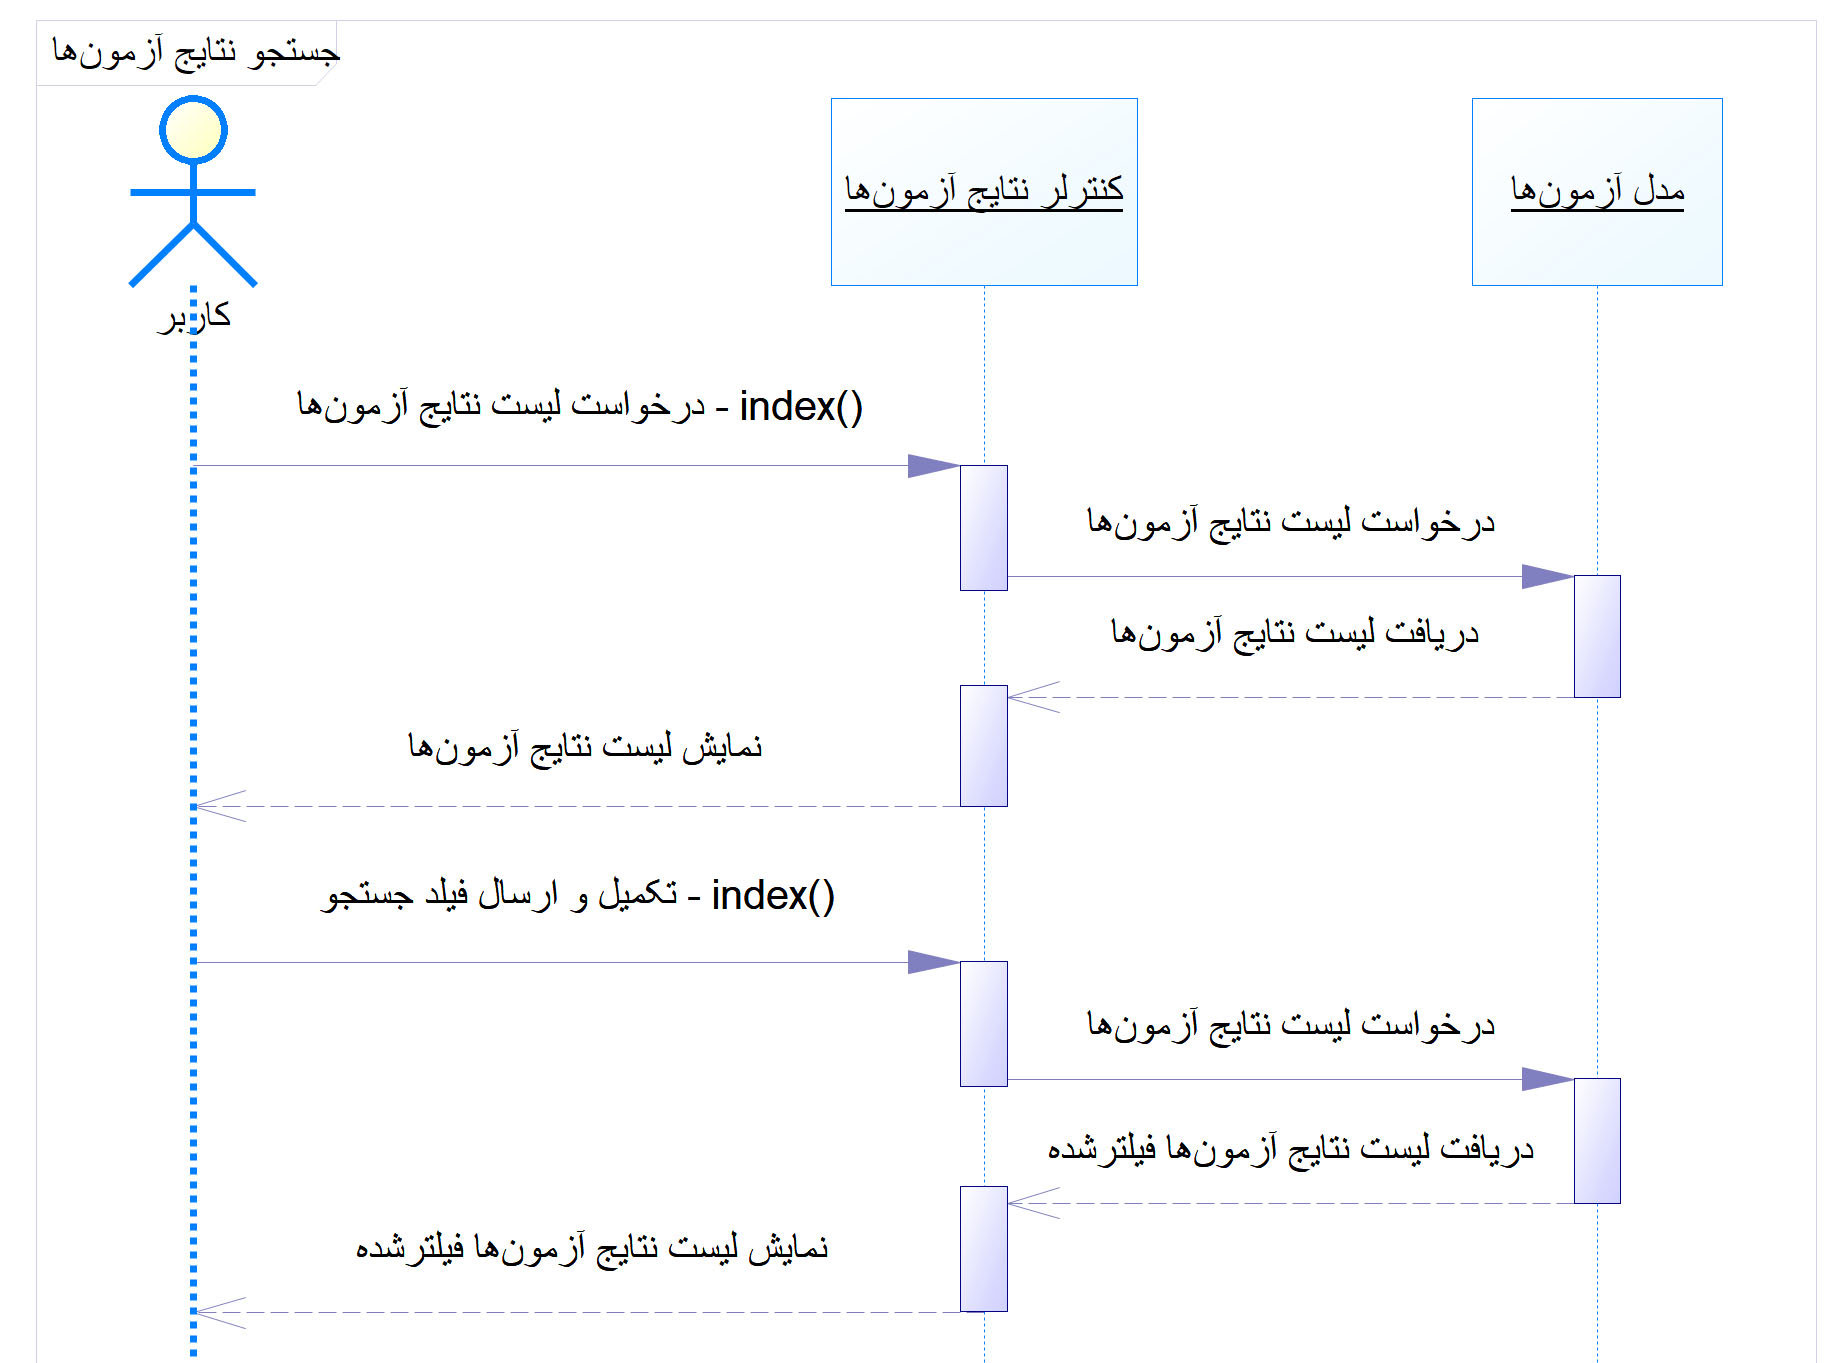 جستجو نتایج آزمون‌ها
کاربر
کنترلر نتایج آزمون‌ها
مدل آزمون‌ها
درخواست لیست نتایج آزمون‌ها - index()
درخواست لیست نتایج آزمون‌ها
دریافت لیست نتایج آزمون‌ها
نمایش لیست نتایج آزمون‌ها
تکمیل و ارسال فیلد جستجو - index()
درخواست لیست نتایج آزمون‌ها
دریافت لیست نتایج آزمون‌ها فیلترشده
نمایش لیست نتایج آزمون‌ها فیلترشده